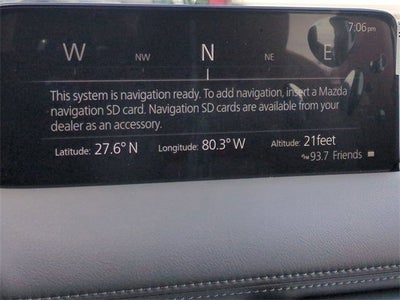 7:06 pm
W NW N NE E
This system is navigation ready. To add navigation, insert a Mazda
navigation SD card. Navigation SD cards are available from your
dealer as an accessory.
Latitude: 27.6° N Longitude: 80.3° W Altitude: 21feet
93.7 Friends